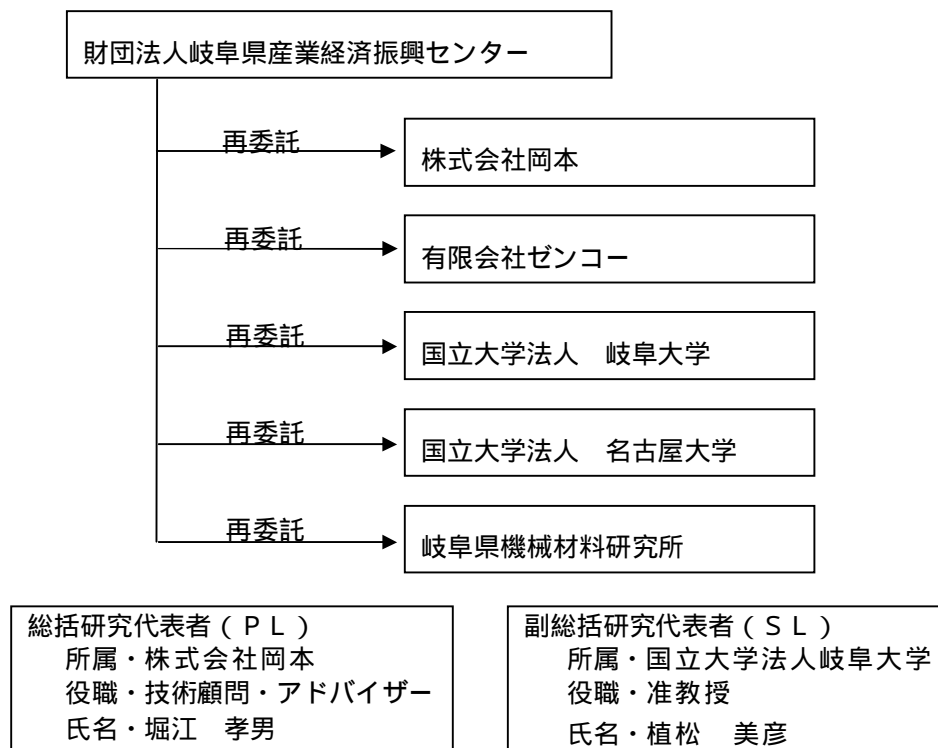 財団法人岐阜県産業経済振興センター
再委託
株式会社岡本
再委託
有限会社ゼンコー
再委託
国立大学法人　岐阜大学
再委託
国立大学法人　名古屋大学
再委託
岐阜県機械材料研究所
総括研究代表者（ＰＬ）
所属・株式会社岡本
役職・技術顧問・アドバイザー
氏名・堀江　孝男
副総括研究代表者（ＳＬ）
所属・国立大学法人岐阜大学
役職・准教授
氏名・植松　美彦